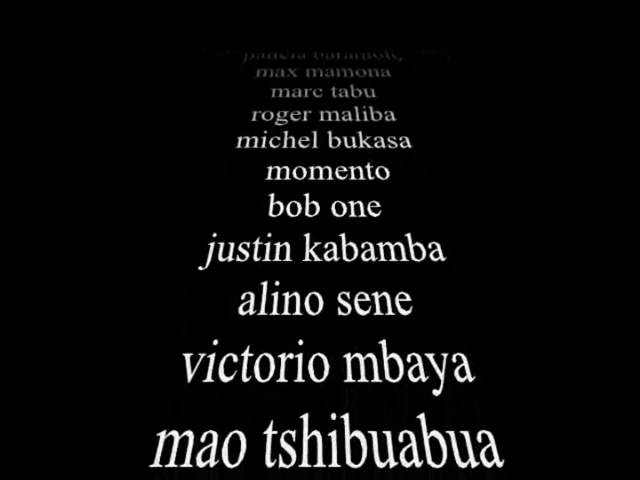 max mamona
marc tabu
roger maliba
michel bukasa
momento
bob one
justin kabamba
alino sene
victorio mbaya
mao tshibuabua